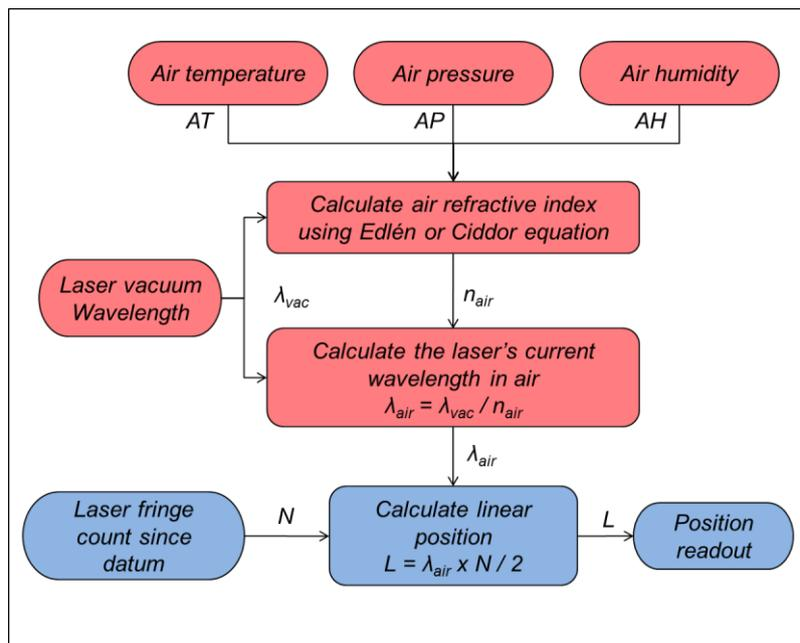 Air temperature
Air pressure
Air humidity
AT
AP
AH
Calculate air refractive index
using Edlén or Ciddor equation
Laser vacuum
Wavelength
λvac
nair
Calculate the laser's current
wavelength in air
λair = λvac / nair
λair
Laser fringe
count since
datum
N
Calculate linear
position
L = λair x N / 2
L
Position
readout